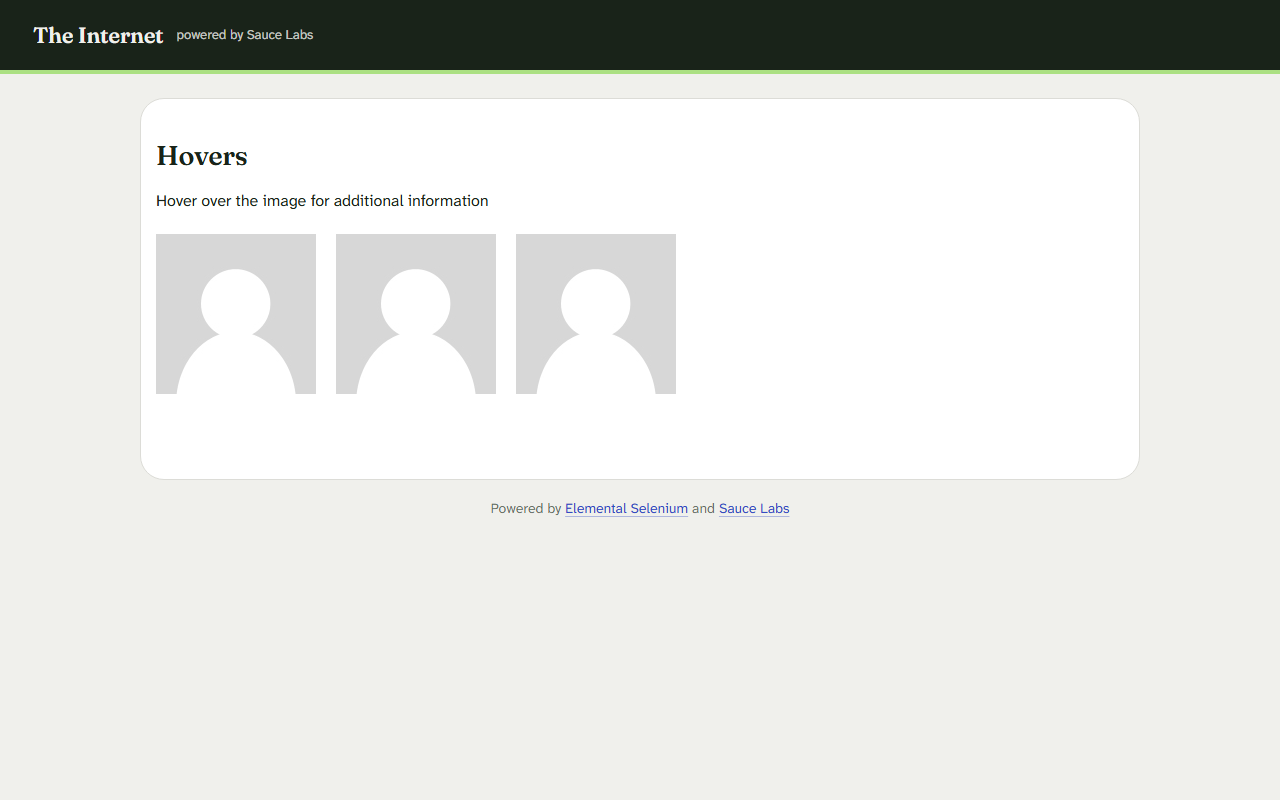 The Internet powered by Sauce Labs
Hovers
Hover over the image for additional information
Powered by Elemental Selenium and Sauce Labs